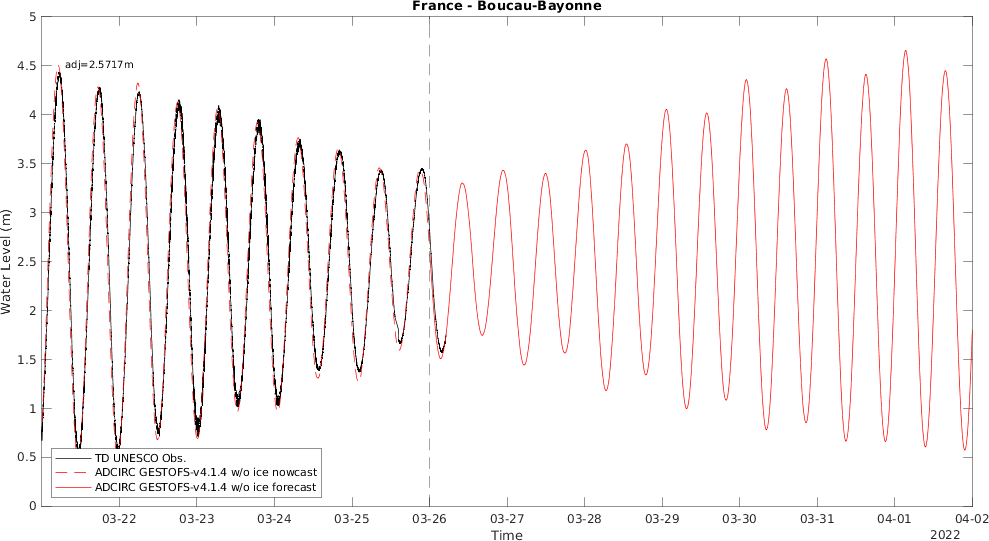 France - Boucau-Bayonne
adj=2.5717m
Water Level (m)
5
4.5
4
3.5
3
2.5
2
1.5
1
0.5
0
TD UNESCO Obs.
ADCIRC GESTOFS-v4.1.4 w/o ice nowcast
ADCIRC GESTOFS-v4.1.4 w/o ice forecast
03-22 03-23 03-24 03-25 03-26 03-27 03-28 03-29 03-30 03-31 04-01 04-02
Time
2022